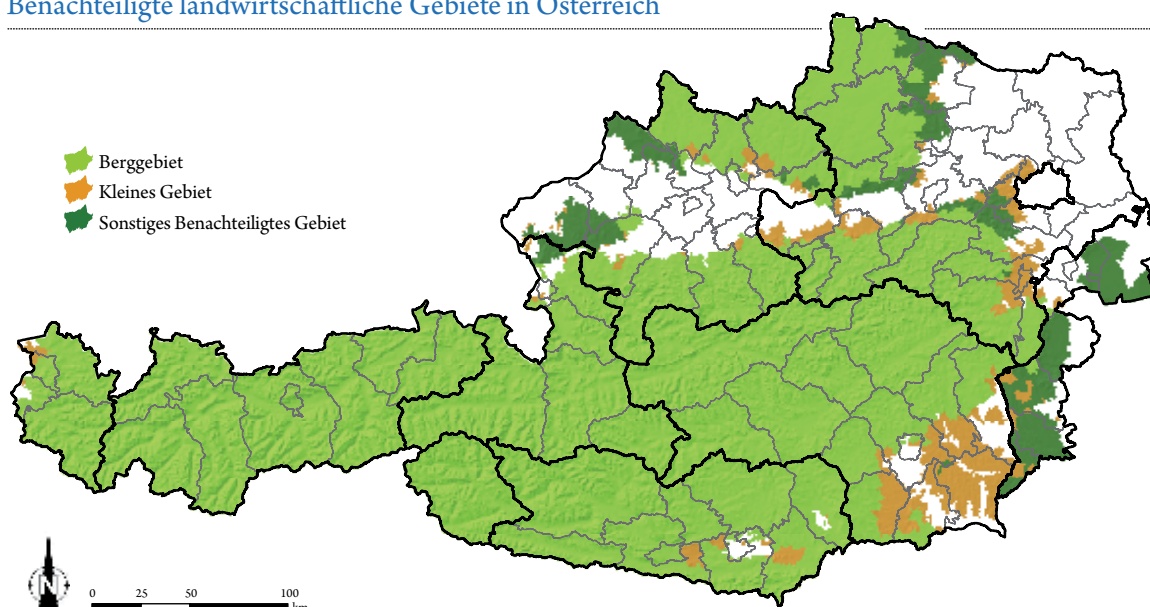 Benachteiligte landwirtschaftliche Gebiete in Österreich
Berggebiet
Kleines Gebiet
Sonstiges Benachteiligtes Gebiet
N
0 25 50 100
km